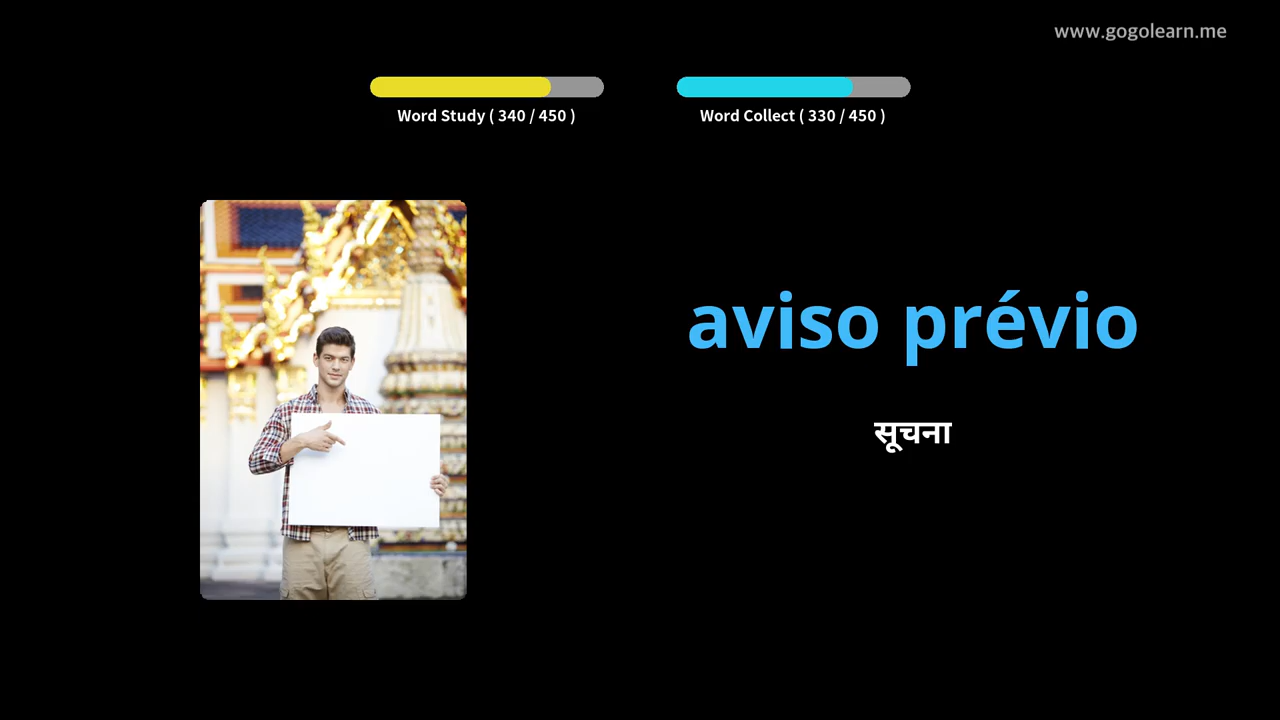 www.gogolearn.me
Word Study ( 340 / 450 )
Word Collect ( 330 / 450 )
aviso prévio
सूचना